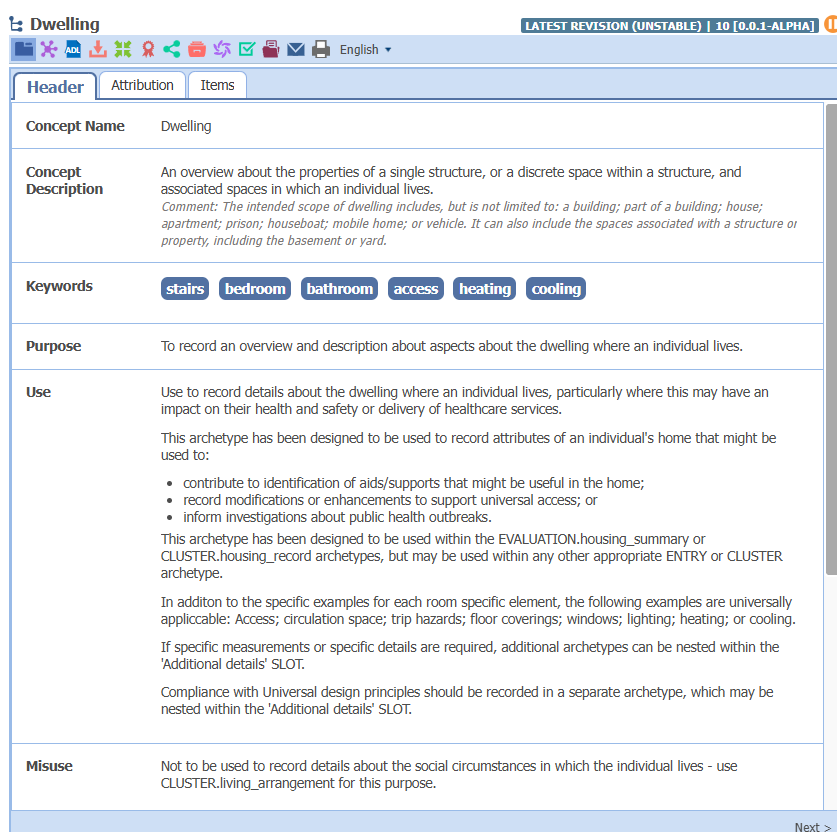 Dwelling
LATEST REVISION (UNSTABLE) | 10 [0.0.1-ALPHA]
ADL
English
Header
Attribution
Items
Concept Name
Dwelling
Concept
Description
An overview about the properties of a single structure, or a discrete space within a structure, and
associated spaces in which an individual lives.
Comment: The intended scope of dwelling includes, but is not limited to: a building; part of a building; house;
apartment; prison; houseboat; mobile home; or vehicle. It can also include the spaces associated with a structure or
property, including the basement or yard.
Keywords
stairs bedroom bathroom access heating cooling
Purpose
To record an overview and description about aspects about the dwelling where an individual lives.
Use
Use to record details about the dwelling where an individual lives, particularly where this may have an
impact on their health and safety or delivery of healthcare services.
This archetype has been designed to be used to record attributes of an individual's home that might be
used to:
• contribute to identification of aids/supports that might be useful in the home;
• record modifications or enhancements to support universal access; or
• inform investigations about public health outbreaks.
This archetype has been designed to be used within the EVALUATION.housing_summary or
CLUSTER.housing_record archetypes, but may be used within any other appropriate ENTRY or CLUSTER
archetype.
In additon to the specific examples for each room specific element, the following examples are universally
appliccable: Access; circulation space; trip hazards; floor coverings; windows; lighting; heating; or cooling.
If specific measurements or specific details are required, additional archetypes can be nested within the
'Additional details' SLOT.
Compliance with Universal design principles should be recorded in a separate archetype, which may be
nested within the 'Additional details' SLOT.
Misuse
Not to be used to record details about the social circumstances in which the individual lives - use
CLUSTER.living_arrangement for this purpose.
Next >